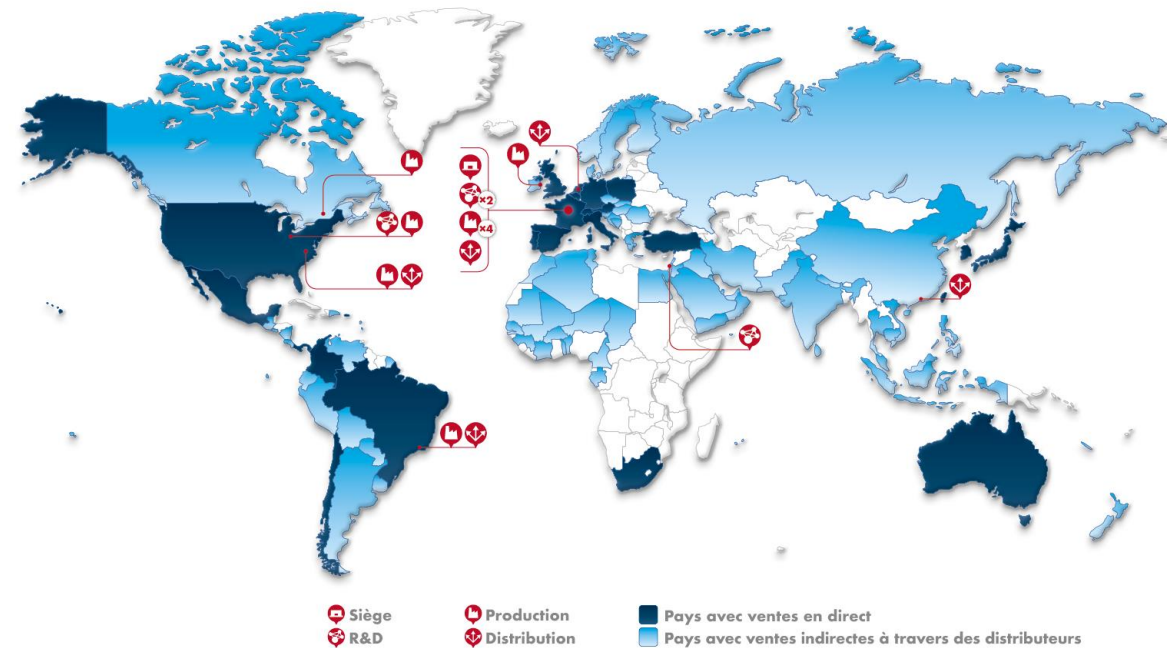 ×2
×4
Siège
Production
Pays avec ventes en direct
R&D
Distribution
Pays avec ventes indirectes à travers des distributeurs